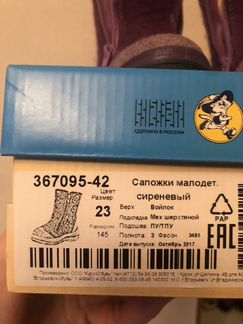 СДЕЛАНО В РОССИИ
367095-42
Сапожки малодет.
Цвет
сиреневый
Размер
23
Верх Войлок
Подкладка Мех шерстяной
Размер мм
Подошва: ПУ/ТПУ
145
Полнота: 3 Фасон 3485
Дата выпуска: Октябрь 2017
PAP